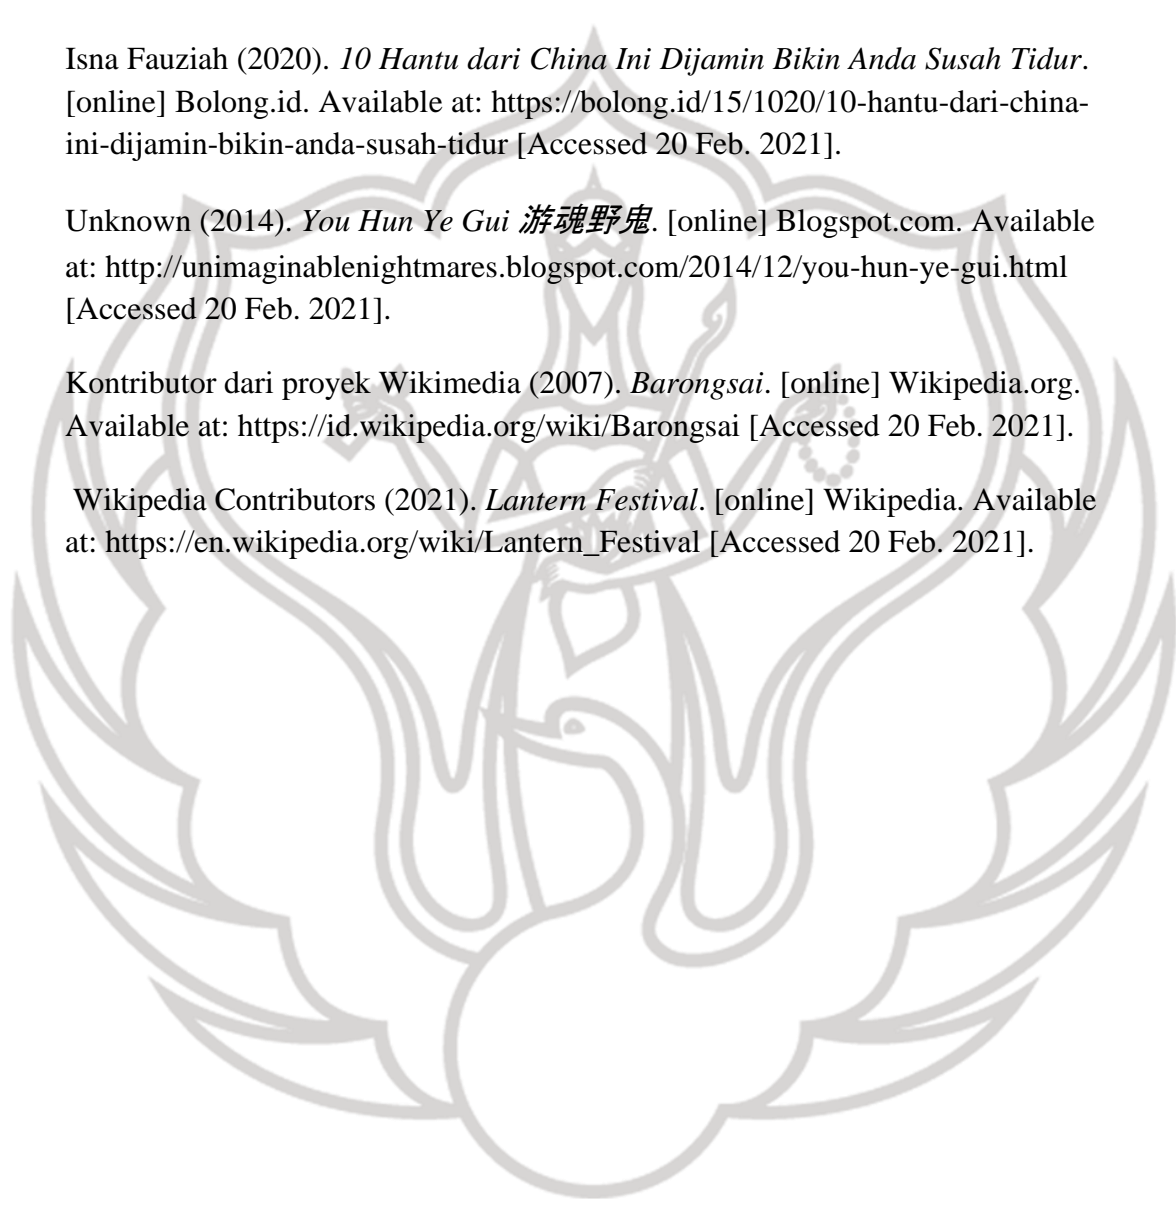 Isna Fauziah (2020). 10 Hantu dari China Ini Dijamin Bikin Anda Susah Tidur.
[online] Bolong.id. Available at: https://bolong.id/15/1020/10-hantu-dari-china-
ini-dijamin-bikin-anda-susah-tidur [Accessed 20 Feb. 2021].
Unknown (2014). You Hun Ye Gui 游魂野鬼. [online] Blogspot.com. Available
at: http://unimaginablenightmares.blogspot.com/2014/12/you-hun-ye-gui.html
[Accessed 20 Feb. 2021].
Kontributor dari proyek Wikimedia (2007). Barongsai. [online] Wikipedia.org.
Available at: https://id.wikipedia.org/wiki/Barongsai [Accessed 20 Feb. 2021].
Wikipedia Contributors (2021). Lantern Festival. [online] Wikipedia. Available
at: https://en.wikipedia.org/wiki/Lantern_Festival [Accessed 20 Feb. 2021].